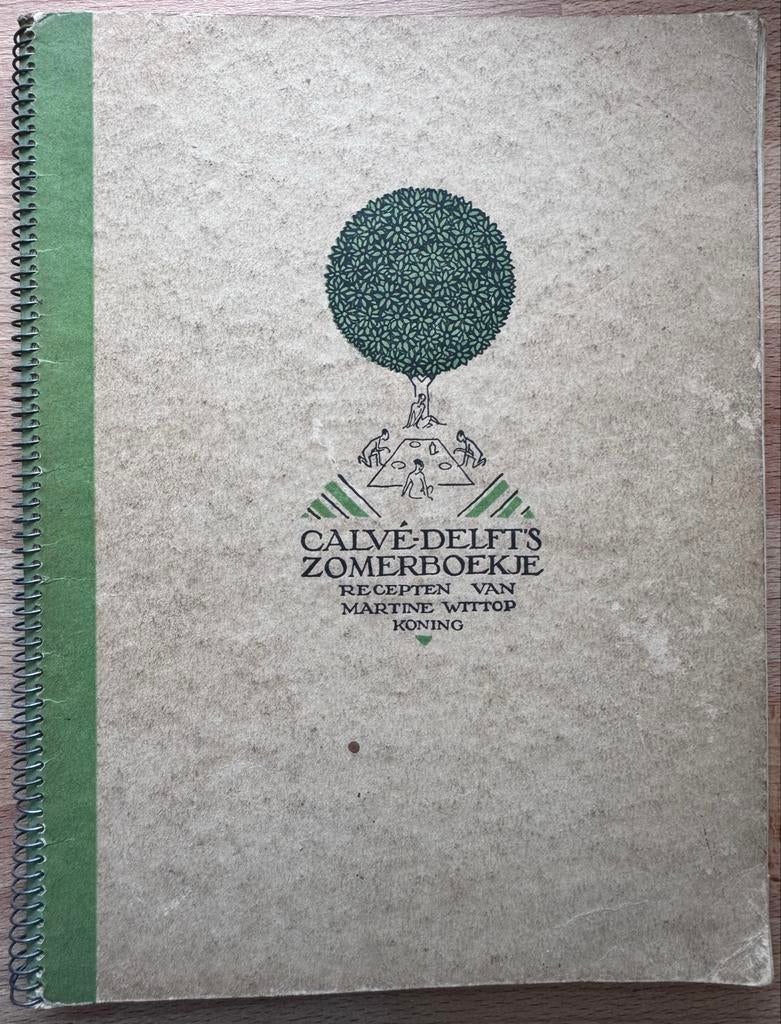 CALVÉ-DELFT'S
ZOMERBOEKJE
RECEPTEN VAN
MARTINE WITTOP
KONING